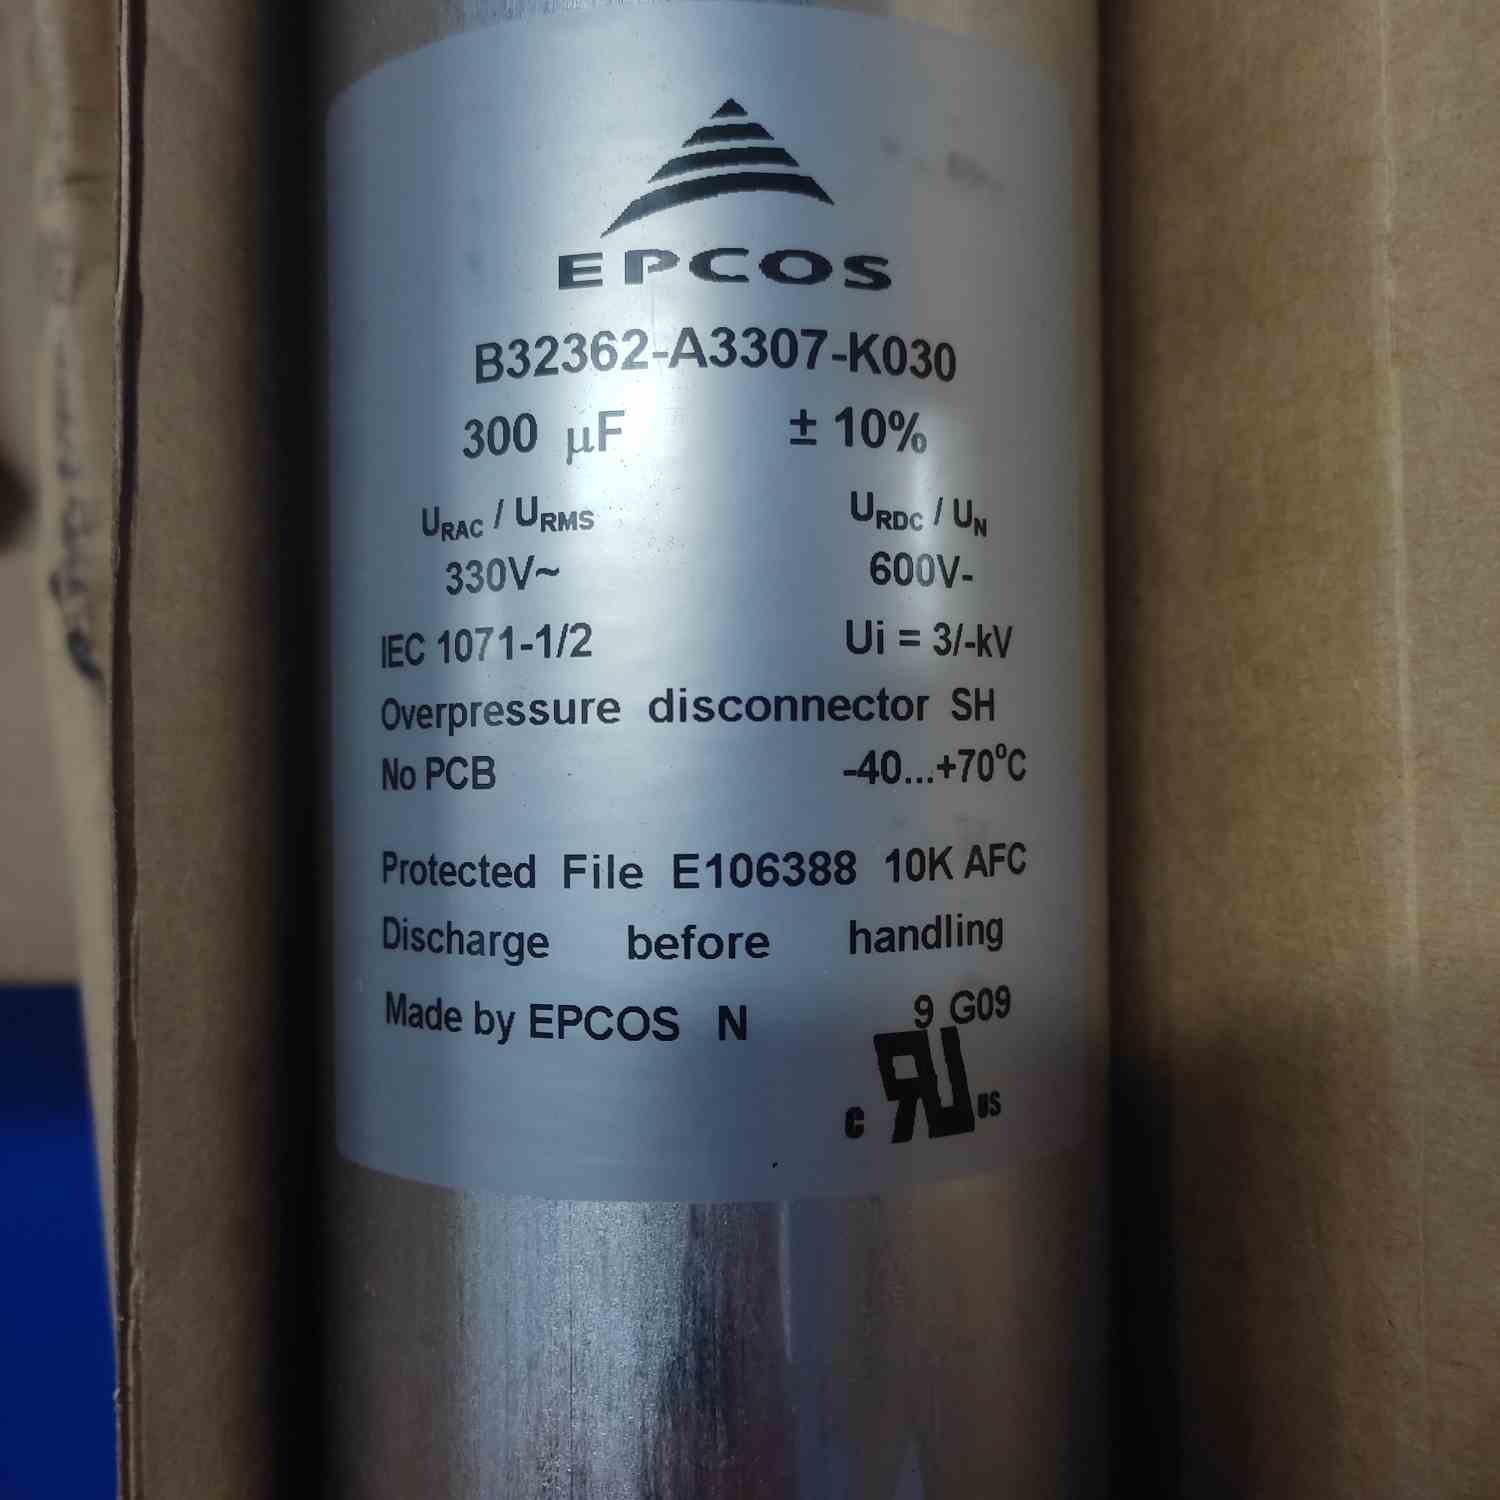 EPCOS
B32362-A3307-K030
300 µF ± 10%
URAC / URMS URDC / UN
330V~ 600V-
IEC 1071-1/2 Ui = 3/-kV
Overpressure disconnector SH
No PCB -40...+70°C
Protected File E106388 10K AFC
Discharge before handling
Made by EPCOS N 9 G09
c RU US